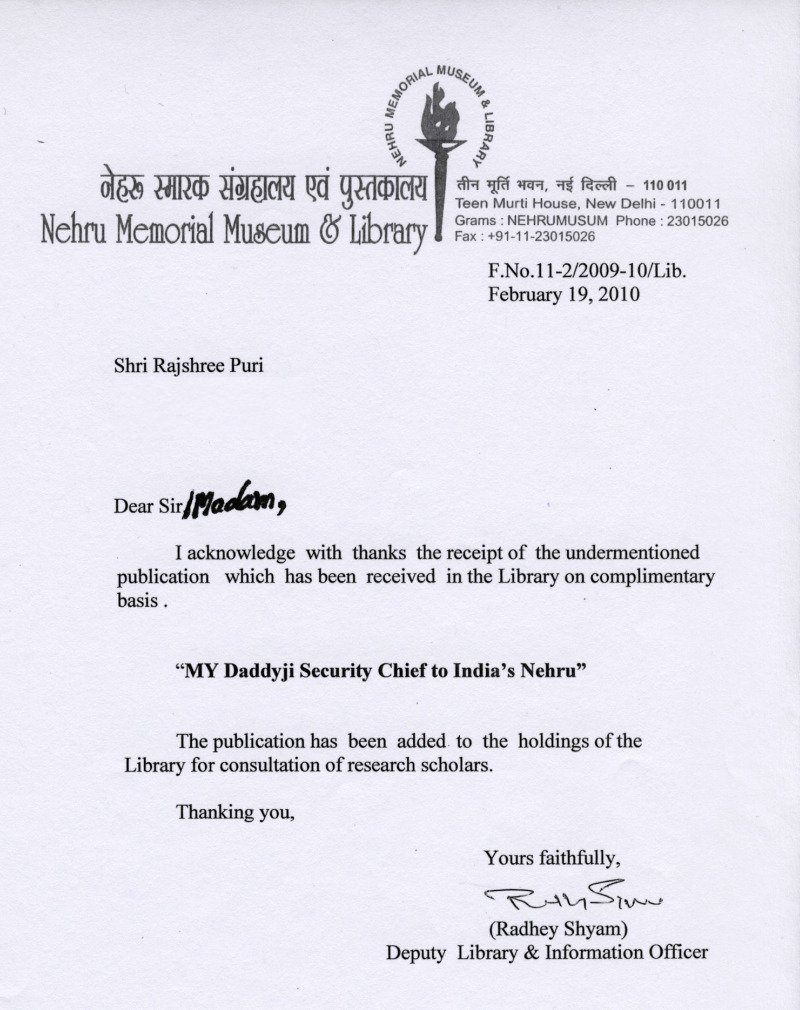 NEHRU MEMORIAL MUSEUM & LIBRARY
नेहरू स्मारक संग्रहालय एवं पुस्तकालय
Nehru Memorial Museum & Library
तीन मूर्ति भवन, नई दिल्ली – 110 011
Teen Murti House, New Delhi - 110011
Grams : NEHRUMUSUM Phone : 23015026
Fax : +91-11-23015026
F.No.11-2/2009-10/Lib.
February 19, 2010
Shri Rajshree Puri
Dear Sir/Madam,
I acknowledge with thanks the receipt of the undermentioned
publication which has been received in the Library on complimentary
basis .
“MY Daddyji Security Chief to India’s Nehru”
The publication has been added to the holdings of the
Library for consultation of research scholars.
Thanking you,
Yours faithfully,
(Radhey Shyam)
Deputy Library & Information Officer